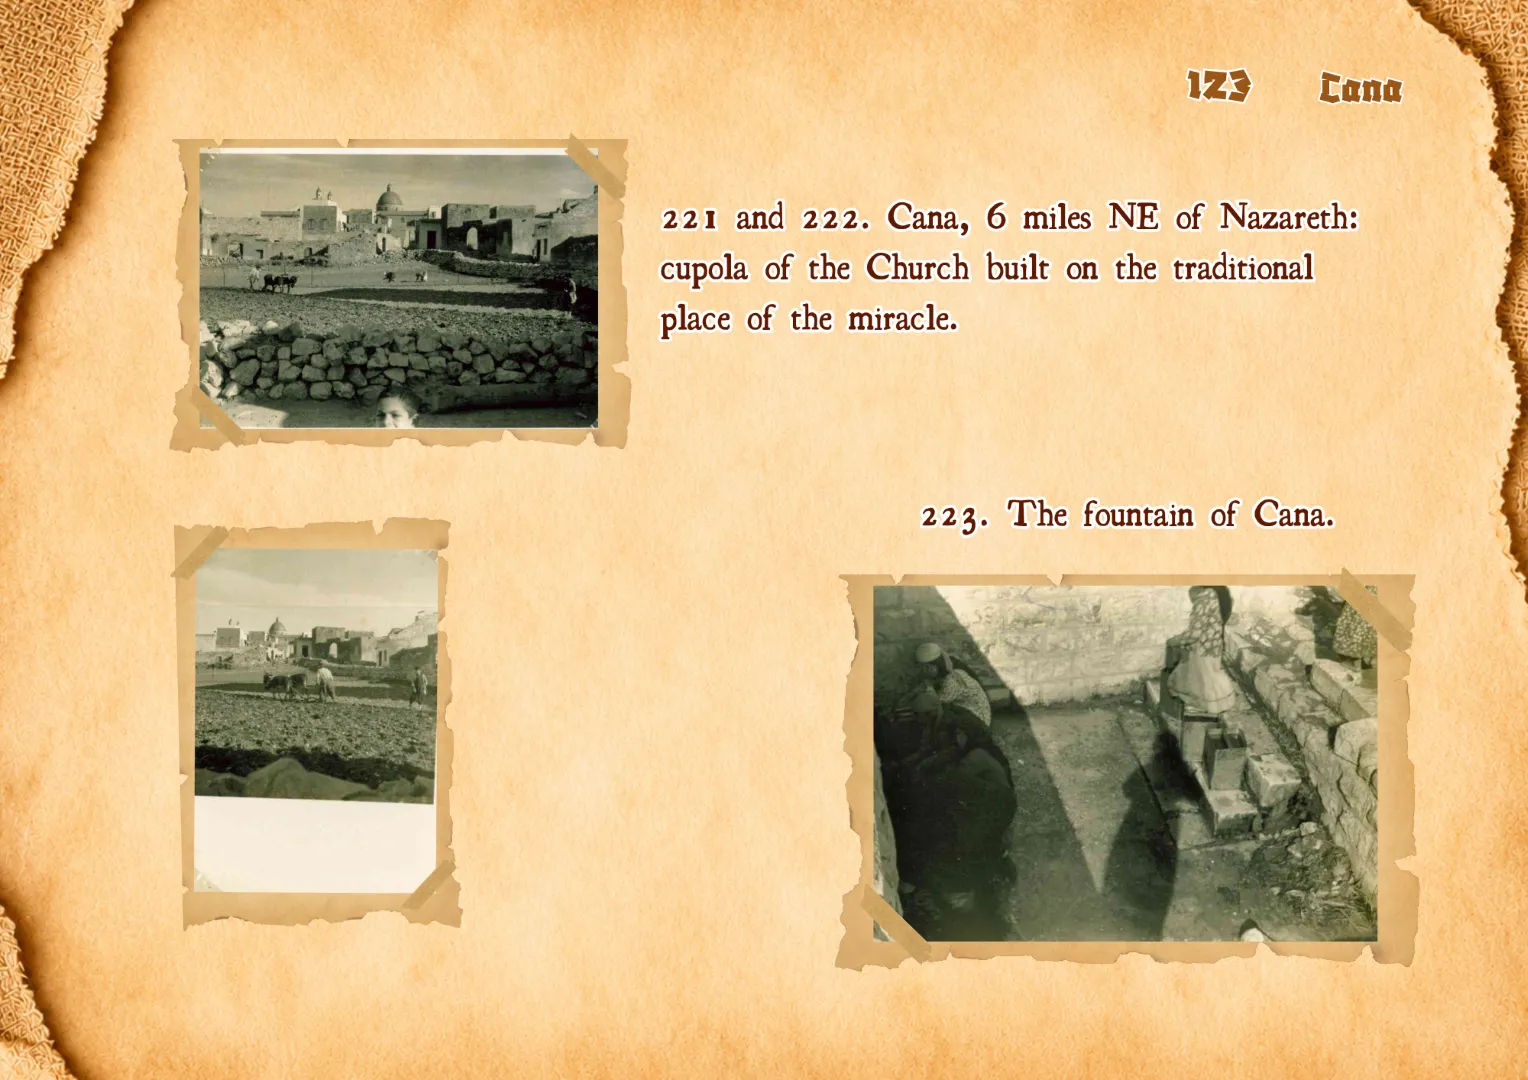 123 Cana
221 and 222. Cana, 6 miles NE of Nazareth:
cupola of the Church built on the traditional
place of the miracle.
223. The fountain of Cana.